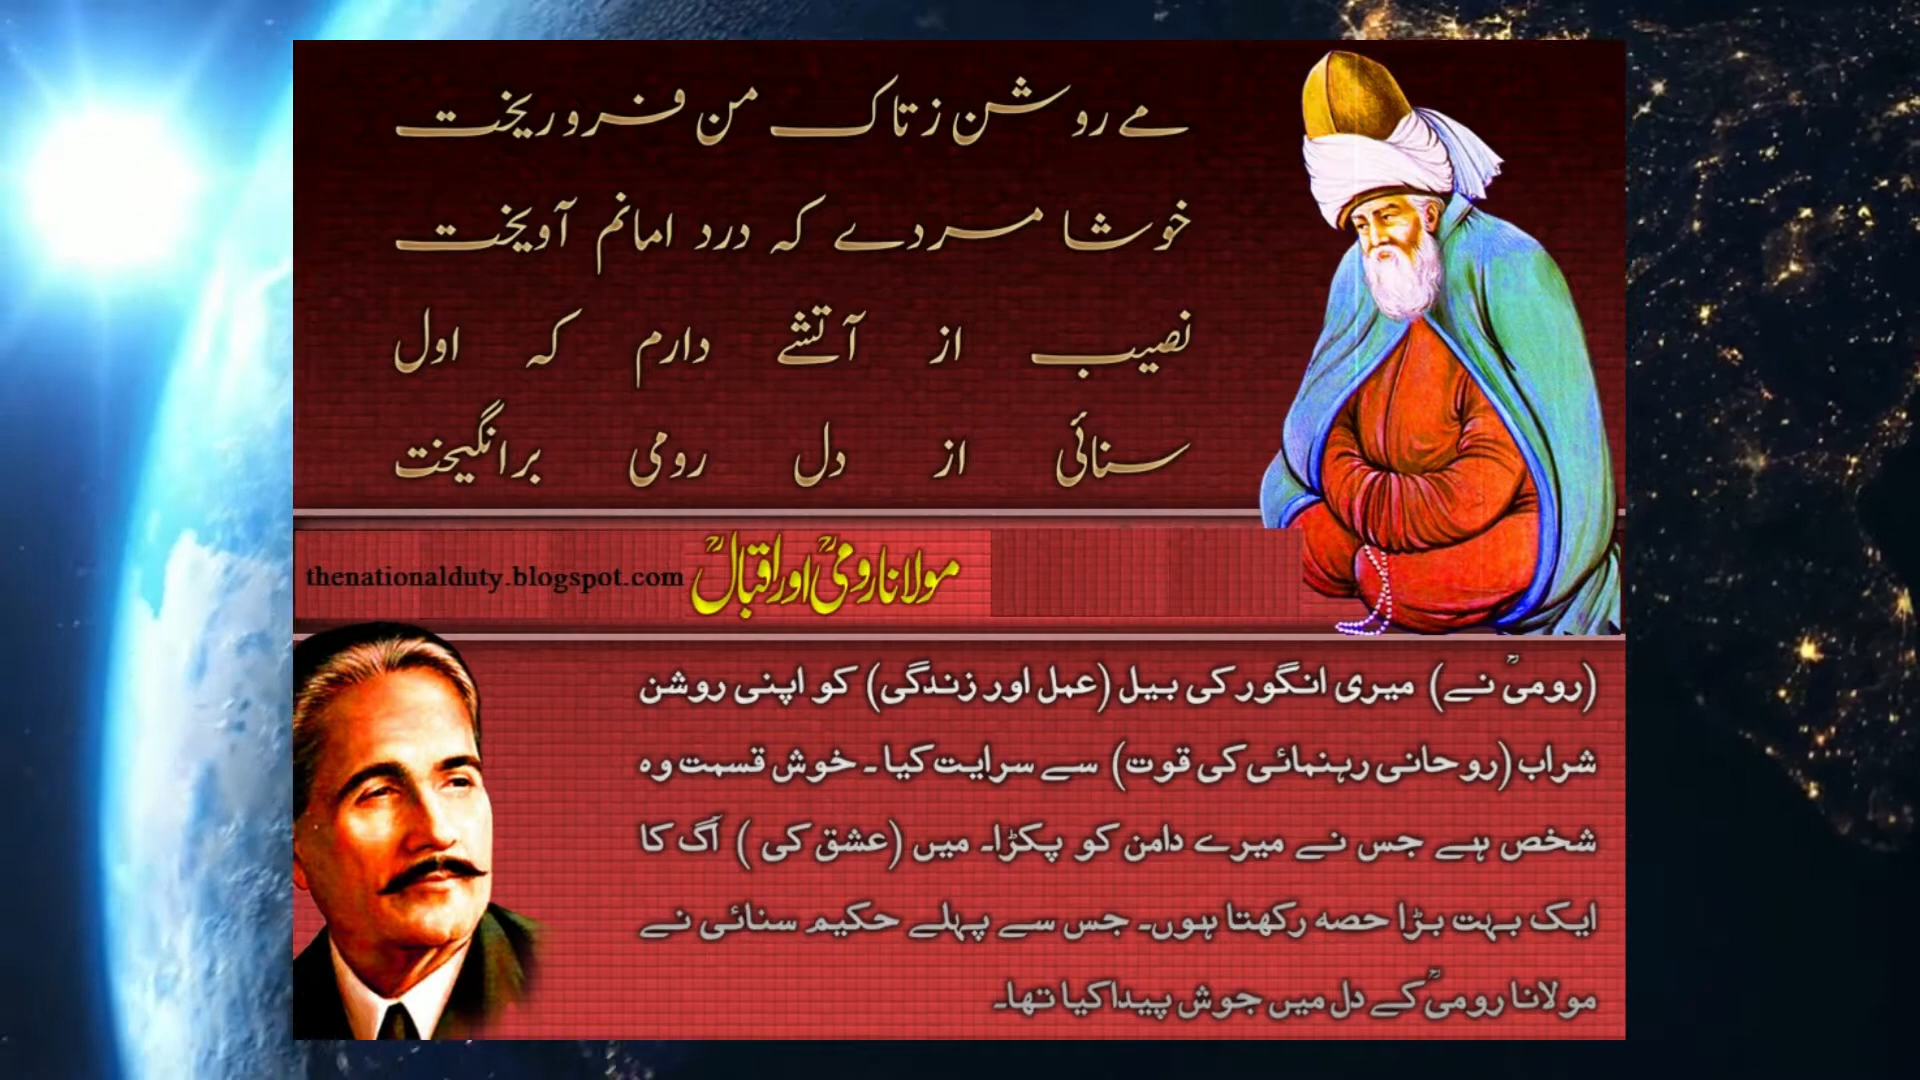 مے روشن ز تاک من فرو ریخت
خوشا مردے کہ درد امانم آویخت
نصیب از آتشے دارم کہ اول
سنائی از دل رومی برانگیخت
مولانا رومیؒ اور اقبالؒ
thenationalduty.blogspot.com
(رومیؒ نے) میری انگور کی بیل (عمل اور زندگی) کو اپنی روشن
شراب (روحانی رہنمائی کی قوت) سے سرایت کیا۔ خوش قسمت وہ
شخص ہے جس نے میرے دامن کو پکڑا۔ میں (عشق کی ) آگ کا
ایک بہت بڑا حصہ رکھتا ہوں۔ جس سے پہلے حکیم سنائی نے
مولانا رومیؒ کے دل میں جوش پیدا کیا تھا۔